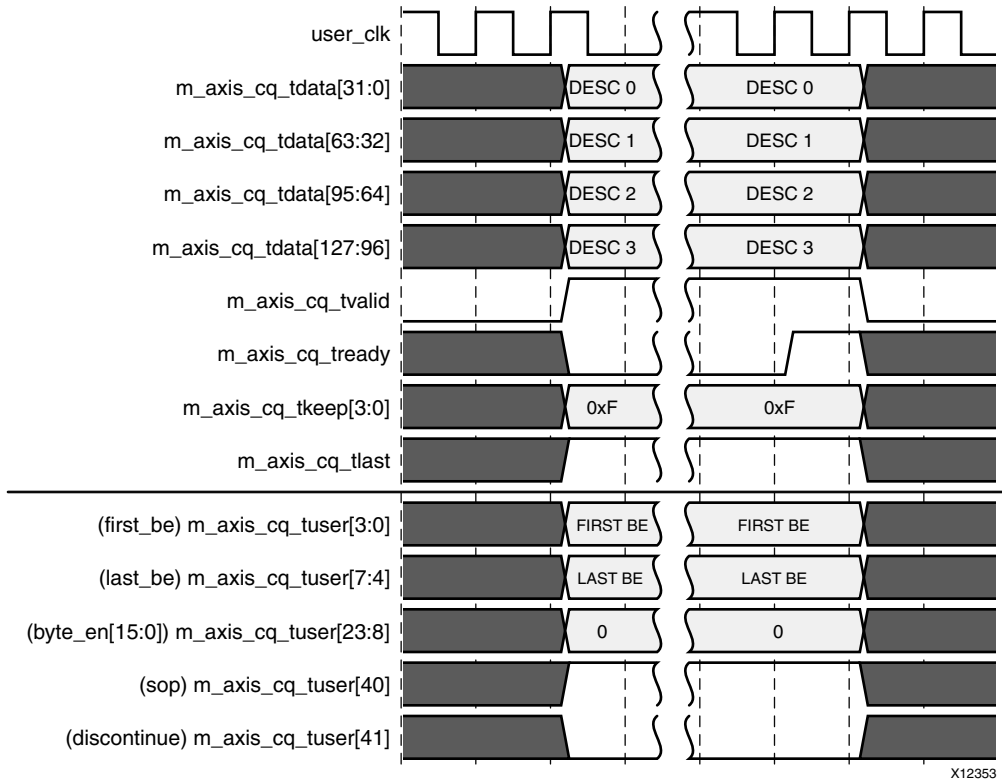 user_clk
m_axis_cq_tdata[31:0] DESC 0 DESC 0
m_axis_cq_tdata[63:32] DESC 1 DESC 1
m_axis_cq_tdata[95:64] DESC 2 DESC 2
m_axis_cq_tdata[127:96] DESC 3 DESC 3
m_axis_cq_tvalid
m_axis_cq_tready
m_axis_cq_tkeep[3:0] 0xF 0xF
m_axis_cq_tlast
(first_be) m_axis_cq_tuser[3:0] FIRST BE FIRST BE
(last_be) m_axis_cq_tuser[7:4] LAST BE LAST BE
(byte_en[15:0]) m_axis_cq_tuser[23:8] 0 0
(sop) m_axis_cq_tuser[40]
(discontinue) m_axis_cq_tuser[41]
X12353